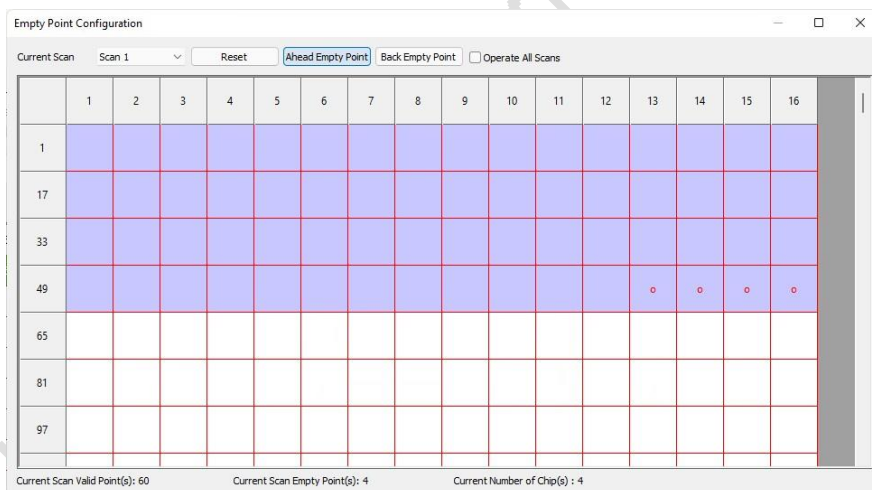 Empty Point Configuration
Current Scan Scan 1 Reset Ahead Empty Point Back Empty Point Operate All Scans
1 2 3 4 5 6 7 8 9 10 11 12 13 14 15 16
1
17
33
49 o o o o
65
81
97
Current Scan Valid Point(s): 60 Current Scan Empty Point(s): 4 Current Number of Chip(s) : 4